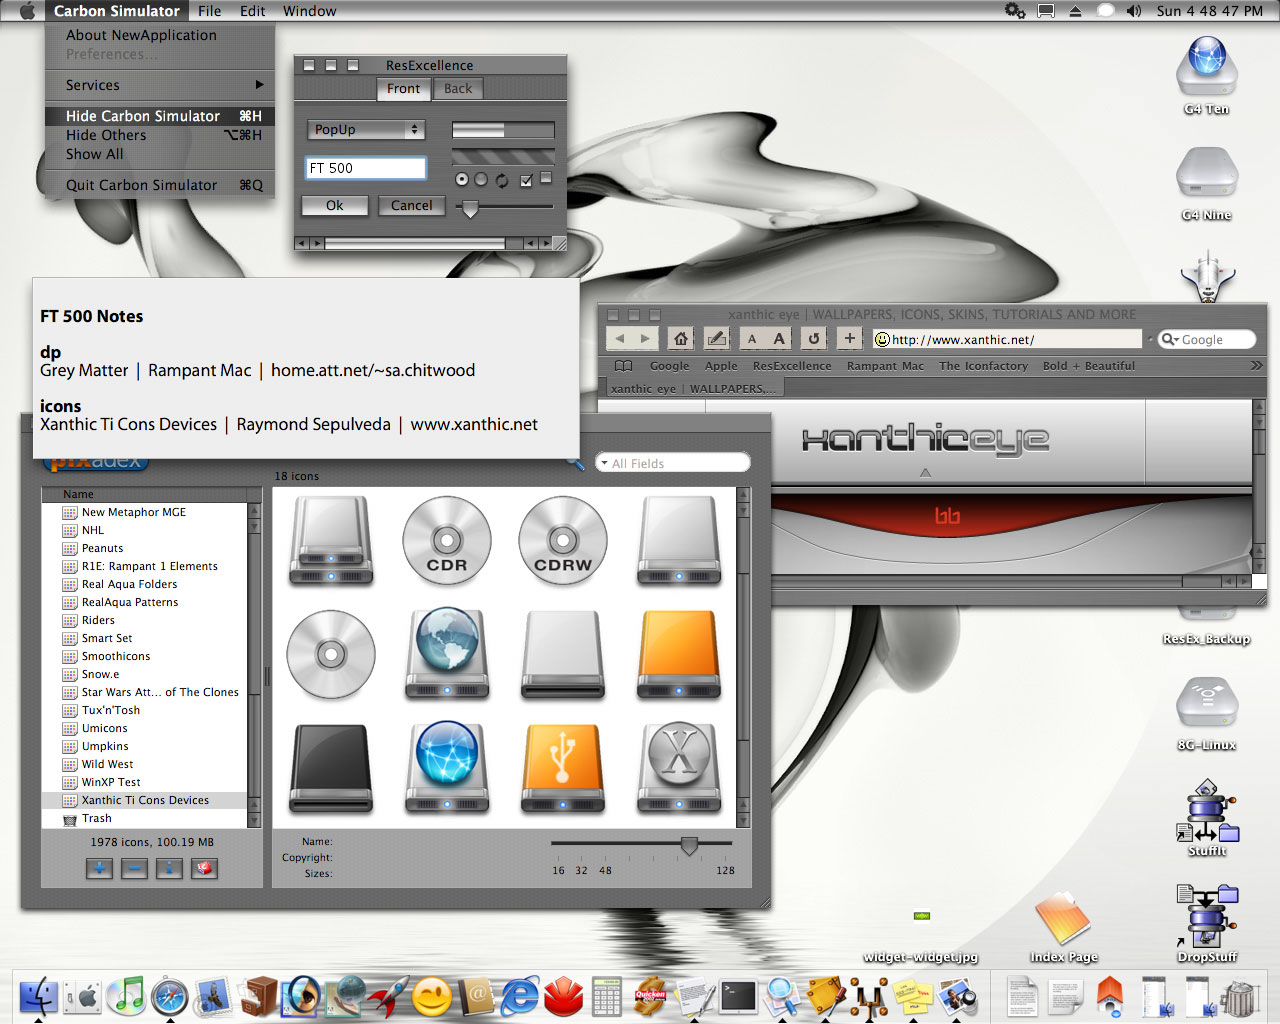 Carbon Simulator File Edit Window
Sun 4 48 47 PM
About NewApplication
Preferences...
Services
Hide Carbon Simulator ⌘H
Hide Others ⌥⌘H
Show All
Quit Carbon Simulator ⌘Q
ResExcellence
Front Back
PopUp
FT 500
Ok Cancel
G4 Ten
G4 Nine
FT 500 Notes
dp
Grey Matter | Rampant Mac | home.att.net/~sa.chitwood
icons
Xanthic Ti Cons Devices | Raymond Sepulveda | www.xanthic.net
xanthic eye | WALLPAPERS, ICONS, SKINS, TUTORIALS AND MORE
A A
http://www.xanthic.net/
Google
Google Apple ResExcellence Rampant Mac The Iconfactory Bold + Beautiful
xanthic eye | WALLPAPERS,...
xanthiceye
pixadex
18 icons
All Fields
Name
New Metaphor MGE
NHL
Peanuts
R1E: Rampant 1 Elements
Real Aqua Folders
RealAqua Patterns
Riders
Smart Set
Smoothicons
Snow.e
Star Wars Att... of The Clones
Tux'n'Tosh
Umicons
Umpkins
Wild West
WinXP Test
Xanthic Ti Cons Devices
Trash
1978 icons, 100.19 MB
CDR
CDRW
X
Name:
Copyright:
Sizes:
16 32 48 128
ResEx_Backup
8G-Linux
StuffIt
DropStuff
widget-widget.jpg
Index Page
Quicken